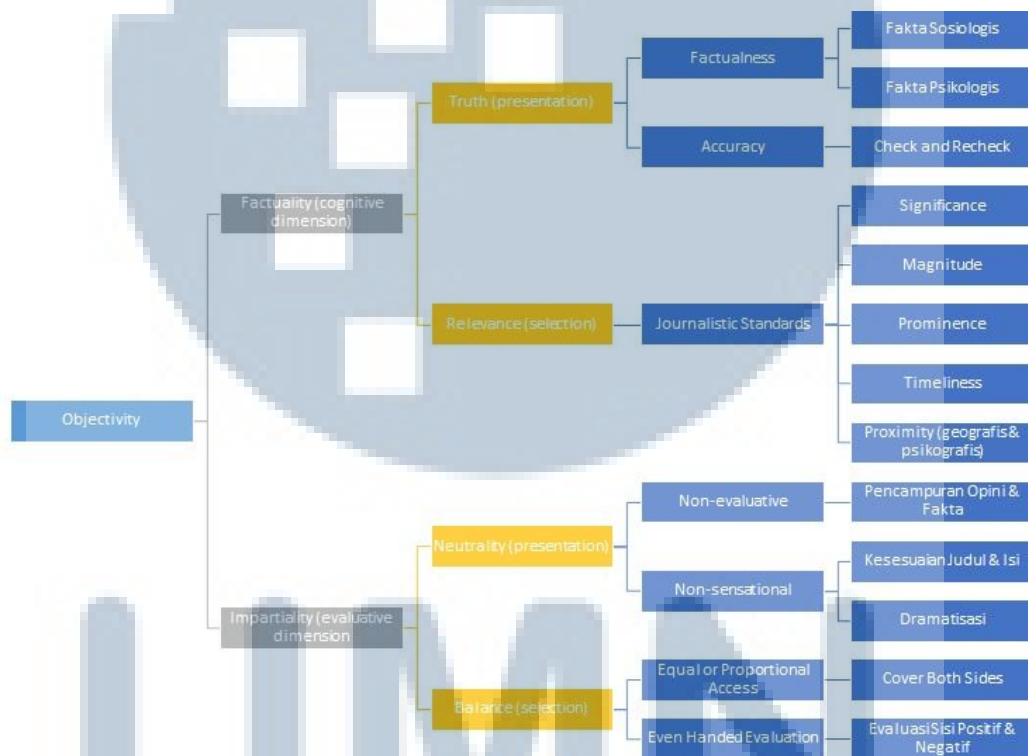 Objectivity
Factuality (cognitive
dimension)
Truth (presentation)
Factualness
Fakta Sosiologis
Fakta Psikologis
Accuracy
Check and Recheck
Relevance (selection)
Journalistic Standards
Significance
Magnitude
Prominence
Timeliness
Proximity (geografis &
psikografis)
Impartiality (evaluative
dimension
Neutrality (presentation)
Non-evaluative
Pencampuran Opini &
Fakta
Non-sensational
Kesesuaian Judul & Isi
Dramatisasi
Balance (selection)
Equal or Proportional
Access
Cover Both Sides
Even Handed Evaluation
Evaluasi Sisi Positif &
Negatif
UMN